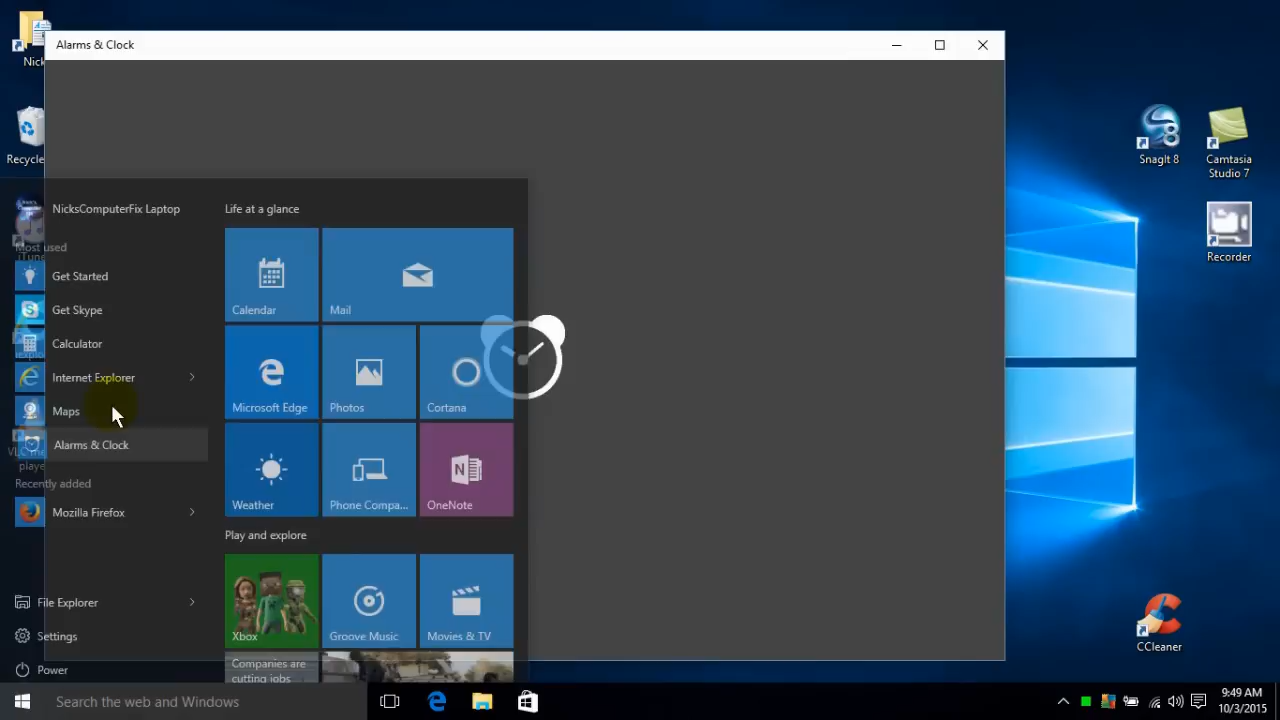 Alarms & Clock
Nick
Recycle
SnagIt 8
Camtasia
Studio 7
Recorder
CCleaner
NicksComputerFix Laptop
Most used
Get Started
Get Skype
Calculator
Internet Explorer
Maps
Alarms & Clock
Recently added
Mozilla Firefox
File Explorer
Settings
Power
Life at a glance
Calendar
Mail
Microsoft Edge
Photos
Cortana
Weather
Phone Compa...
OneNote
Play and explore
Xbox
Groove Music
Movies & TV
Companies are
cutting jobs
Search the web and Windows
9:49 AM
10/3/2015